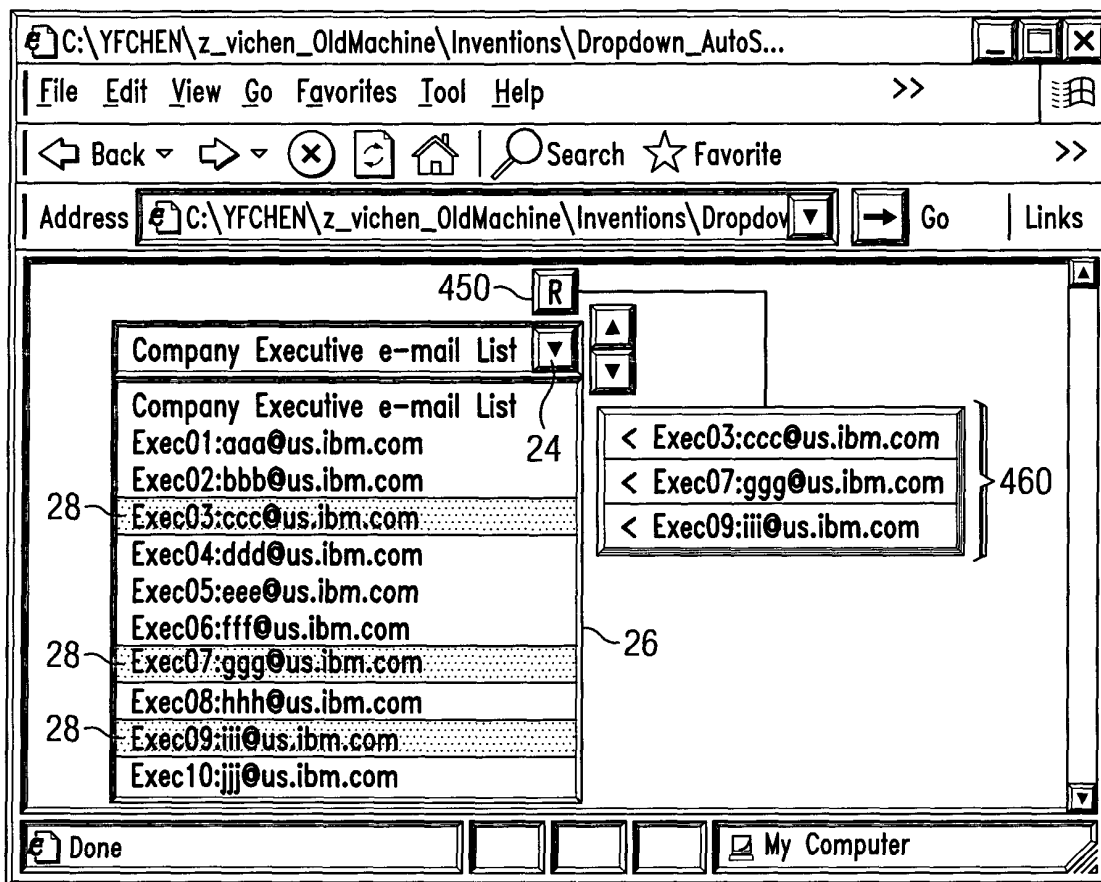 C:\YFCHEN\z_vichen_OldMachine\Inventions\Dropdown_AutoS...
File Edit View Go Favorites Tool Help >>
Back Search Favorite >>
Address C:\YFCHEN\z_vichen_OldMachine\Inventions\Dropdov Go Links
450 R
Company Executive e-mail List
24
Company Executive e-mail List
Exec01:aaa@us.ibm.com
Exec02:bbb@us.ibm.com
28 Exec03:ccc@us.ibm.com
Exec04:ddd@us.ibm.com
Exec05:eee@us.ibm.com
Exec06:fff@us.ibm.com
26
28 Exec07:ggg@us.ibm.com
Exec08:hhh@us.ibm.com
28 Exec09:iii@us.ibm.com
Exec10:jjj@us.ibm.com
< Exec03:ccc@us.ibm.com
< Exec07:ggg@us.ibm.com
460
< Exec09:iii@us.ibm.com
Done My Computer